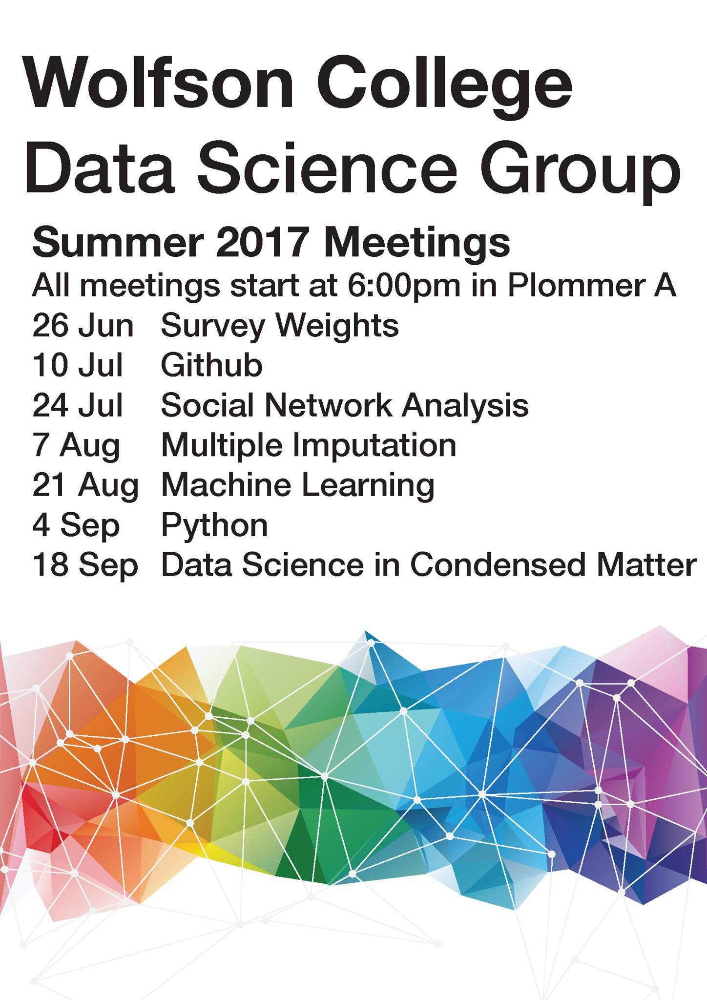 Wolfson College
Data Science Group
Summer 2017 Meetings
All meetings start at 6:00pm in Plommer A
26 Jun Survey Weights
10 Jul Github
24 Jul Social Network Analysis
7 Aug Multiple Imputation
21 Aug Machine Learning
4 Sep Python
18 Sep Data Science in Condensed Matter